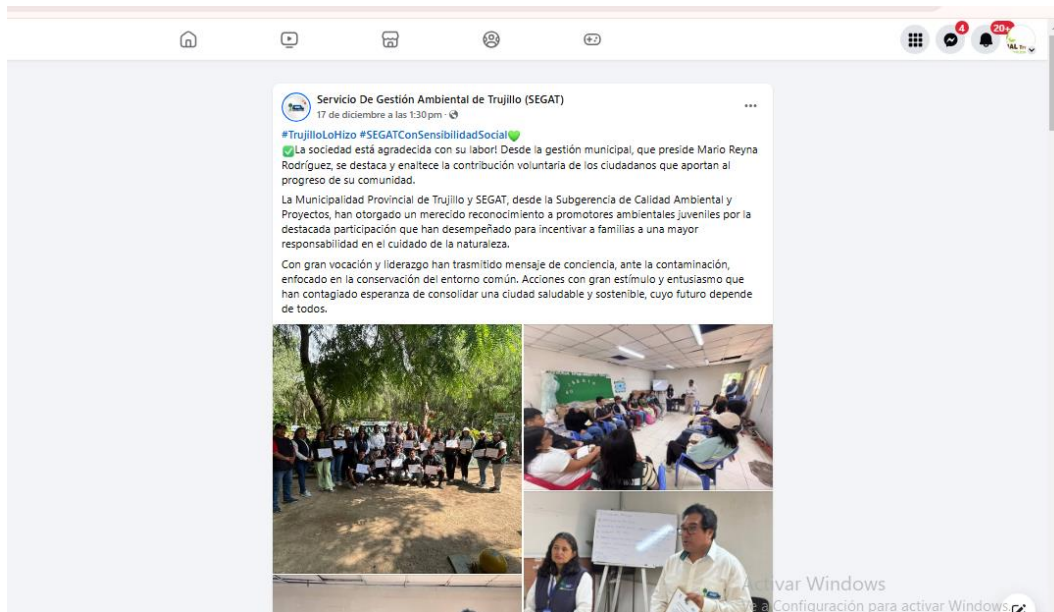 4
20+
Servicio De Gestión Ambiental de Trujillo (SEGAT)
17 de diciembre a las 1:30 pm ·
#TrujilloLoHizo #SEGATConSensibilidadSocial💚
✅La sociedad está agradecida con su labor! Desde la gestión municipal, que preside Mario Reyna
Rodríguez, se destaca y enaltece la contribución voluntaria de los ciudadanos que aportan al
progreso de su comunidad.
La Municipalidad Provincial de Trujillo y SEGAT, desde la Subgerencia de Calidad Ambiental y
Proyectos, han otorgado un merecido reconocimiento a promotores ambientales juveniles por la
destacada participación que han desempeñado para incentivar a familias a una mayor
responsabilidad en el cuidado de la naturaleza.
Con gran vocación y liderazgo han trasmitido mensaje de conciencia, ante la contaminación,
enfocado en la conservación del entorno común. Acciones con gran estímulo y entusiasmo que
han contagiado esperanza de consolidar una ciudad saludable y sostenible, cuyo futuro depende
de todos.
Activar Windows
Ve a Configuración para activar Windows.